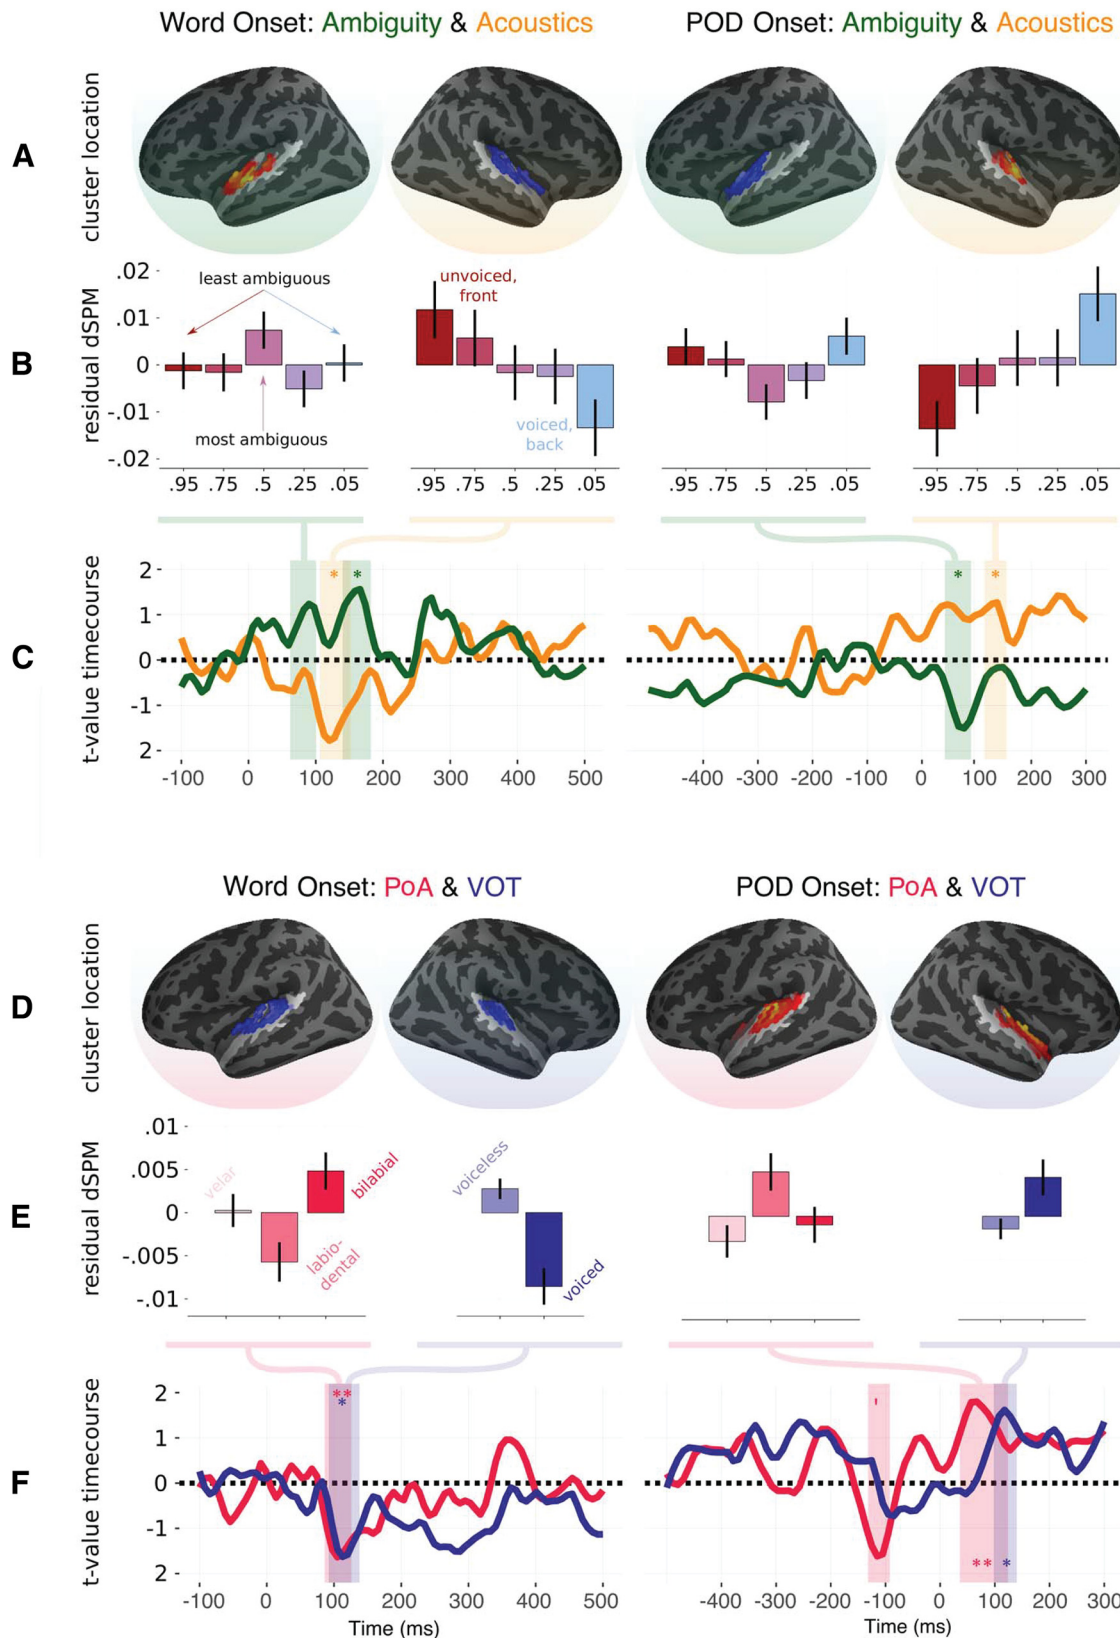 Word Onset: Ambiguity & Acoustics
POD Onset: Ambiguity & Acoustics
A
cluster location
B
residual dSPM
.02
.01
0
-.01
-.02
least ambiguous
most ambiguous
unvoiced,
front
voiced,
back
.95 .75 .5 .25 .05
.95 .75 .5 .25 .05
.95 .75 .5 .25 .05
.95 .75 .5 .25 .05
C
t-value timecourse
2
1
0
-1
2
* *
* *
-100 0 100 200 300 400 500
-400 -300 -200 -100 0 100 200 300
Word Onset: PoA & VOT
POD Onset: PoA & VOT
D
cluster location
E
residual dSPM
.01
.005
0
-.005
-.01
velar
labio-
dental
bilabial
voiceless
voiced
F
t-value timecourse
2
1
0
-1
2
**
*
'
** *
-100 0 100 200 300 400 500
-400 -300 -200 -100 0 100 200 300
Time (ms)
Time (ms)